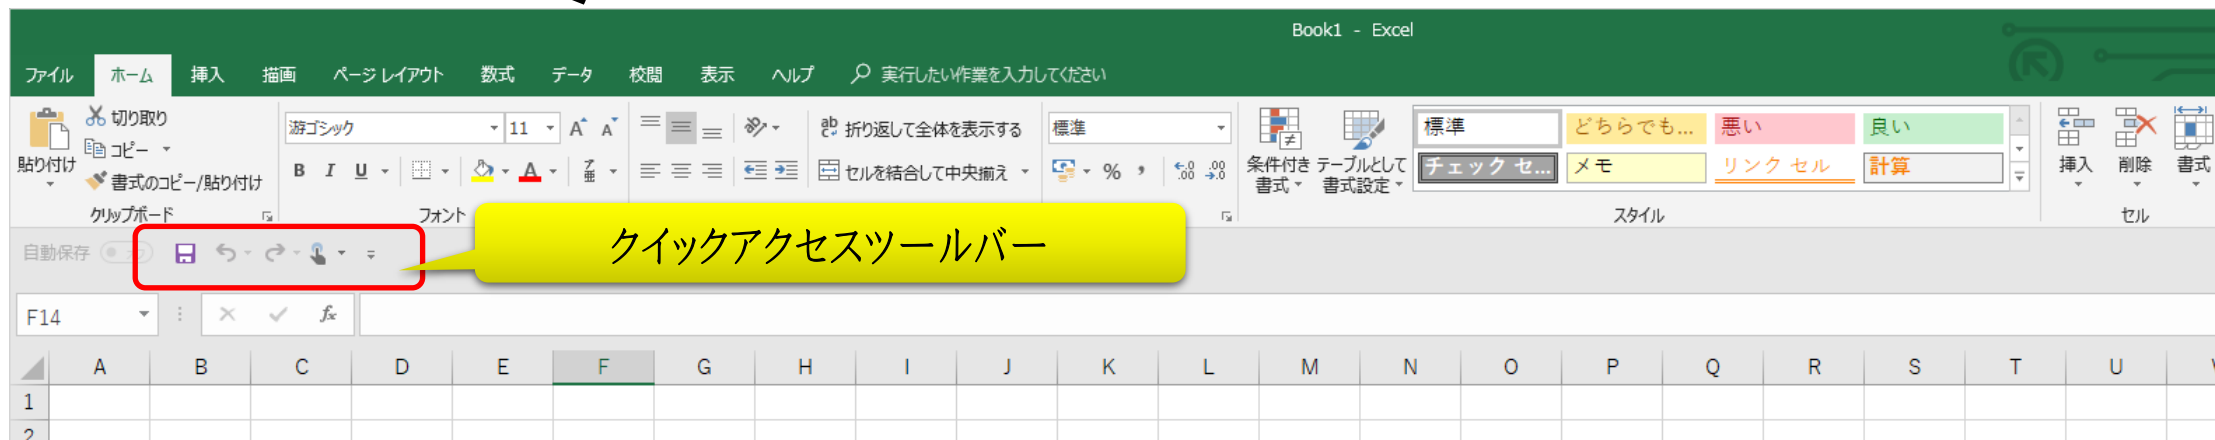 Book1 - Excel
ファイル ホーム 挿入 描画 ページ レイアウト 数式 データ 校閲 表示 ヘルプ 実行したい作業を入力してください
切り取り
コピー
書式のコピー/貼り付け
貼り付け
クリップボード
游ゴシック 11 A A
B I U A 亜
フォント
折り返して全体を表示する
セルを結合して中央揃え
標準
% ,
条件付き書式
テーブルとして書式設定
標準 どちらでも... 悪い 良い
チェック セ... メモ リンク セル 計算
スタイル
挿入 削除 書式
セル
自動保存
クイックアクセスツールバー
F14 fx
A B C D E F G H I J K L M N O P Q R S T U
1
2